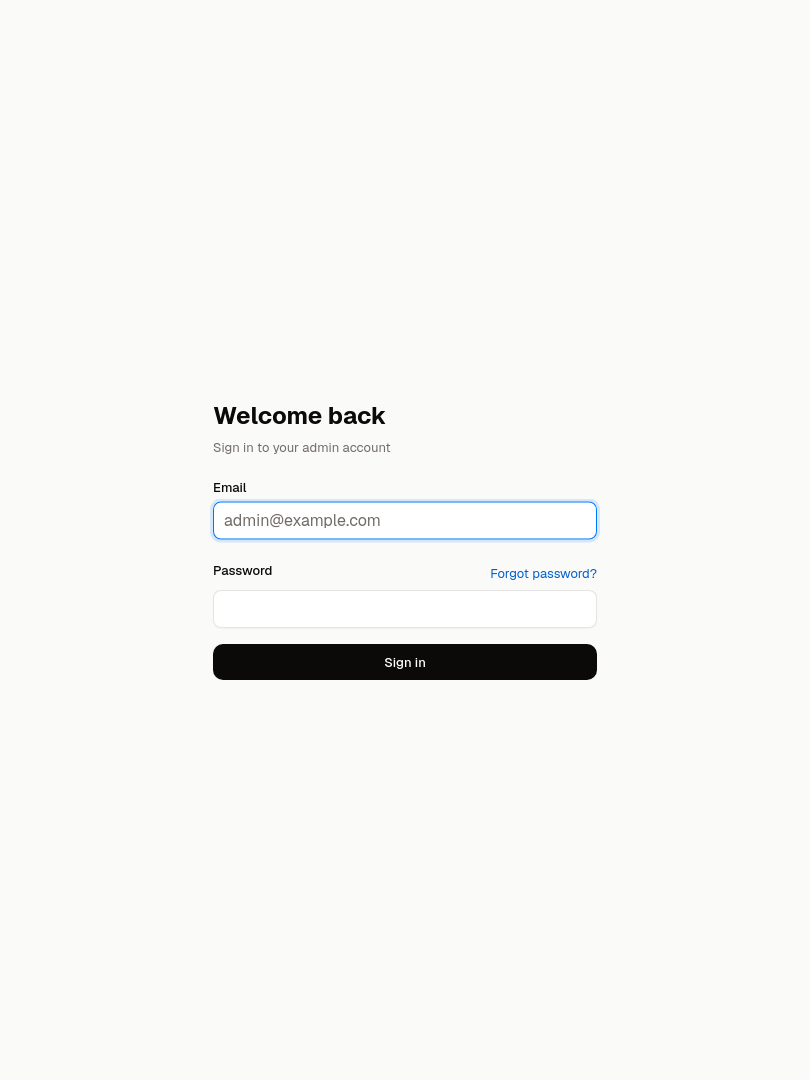 Welcome back
Sign in to your admin account
Email
admin@example.com
Password
Forgot password?
Sign in